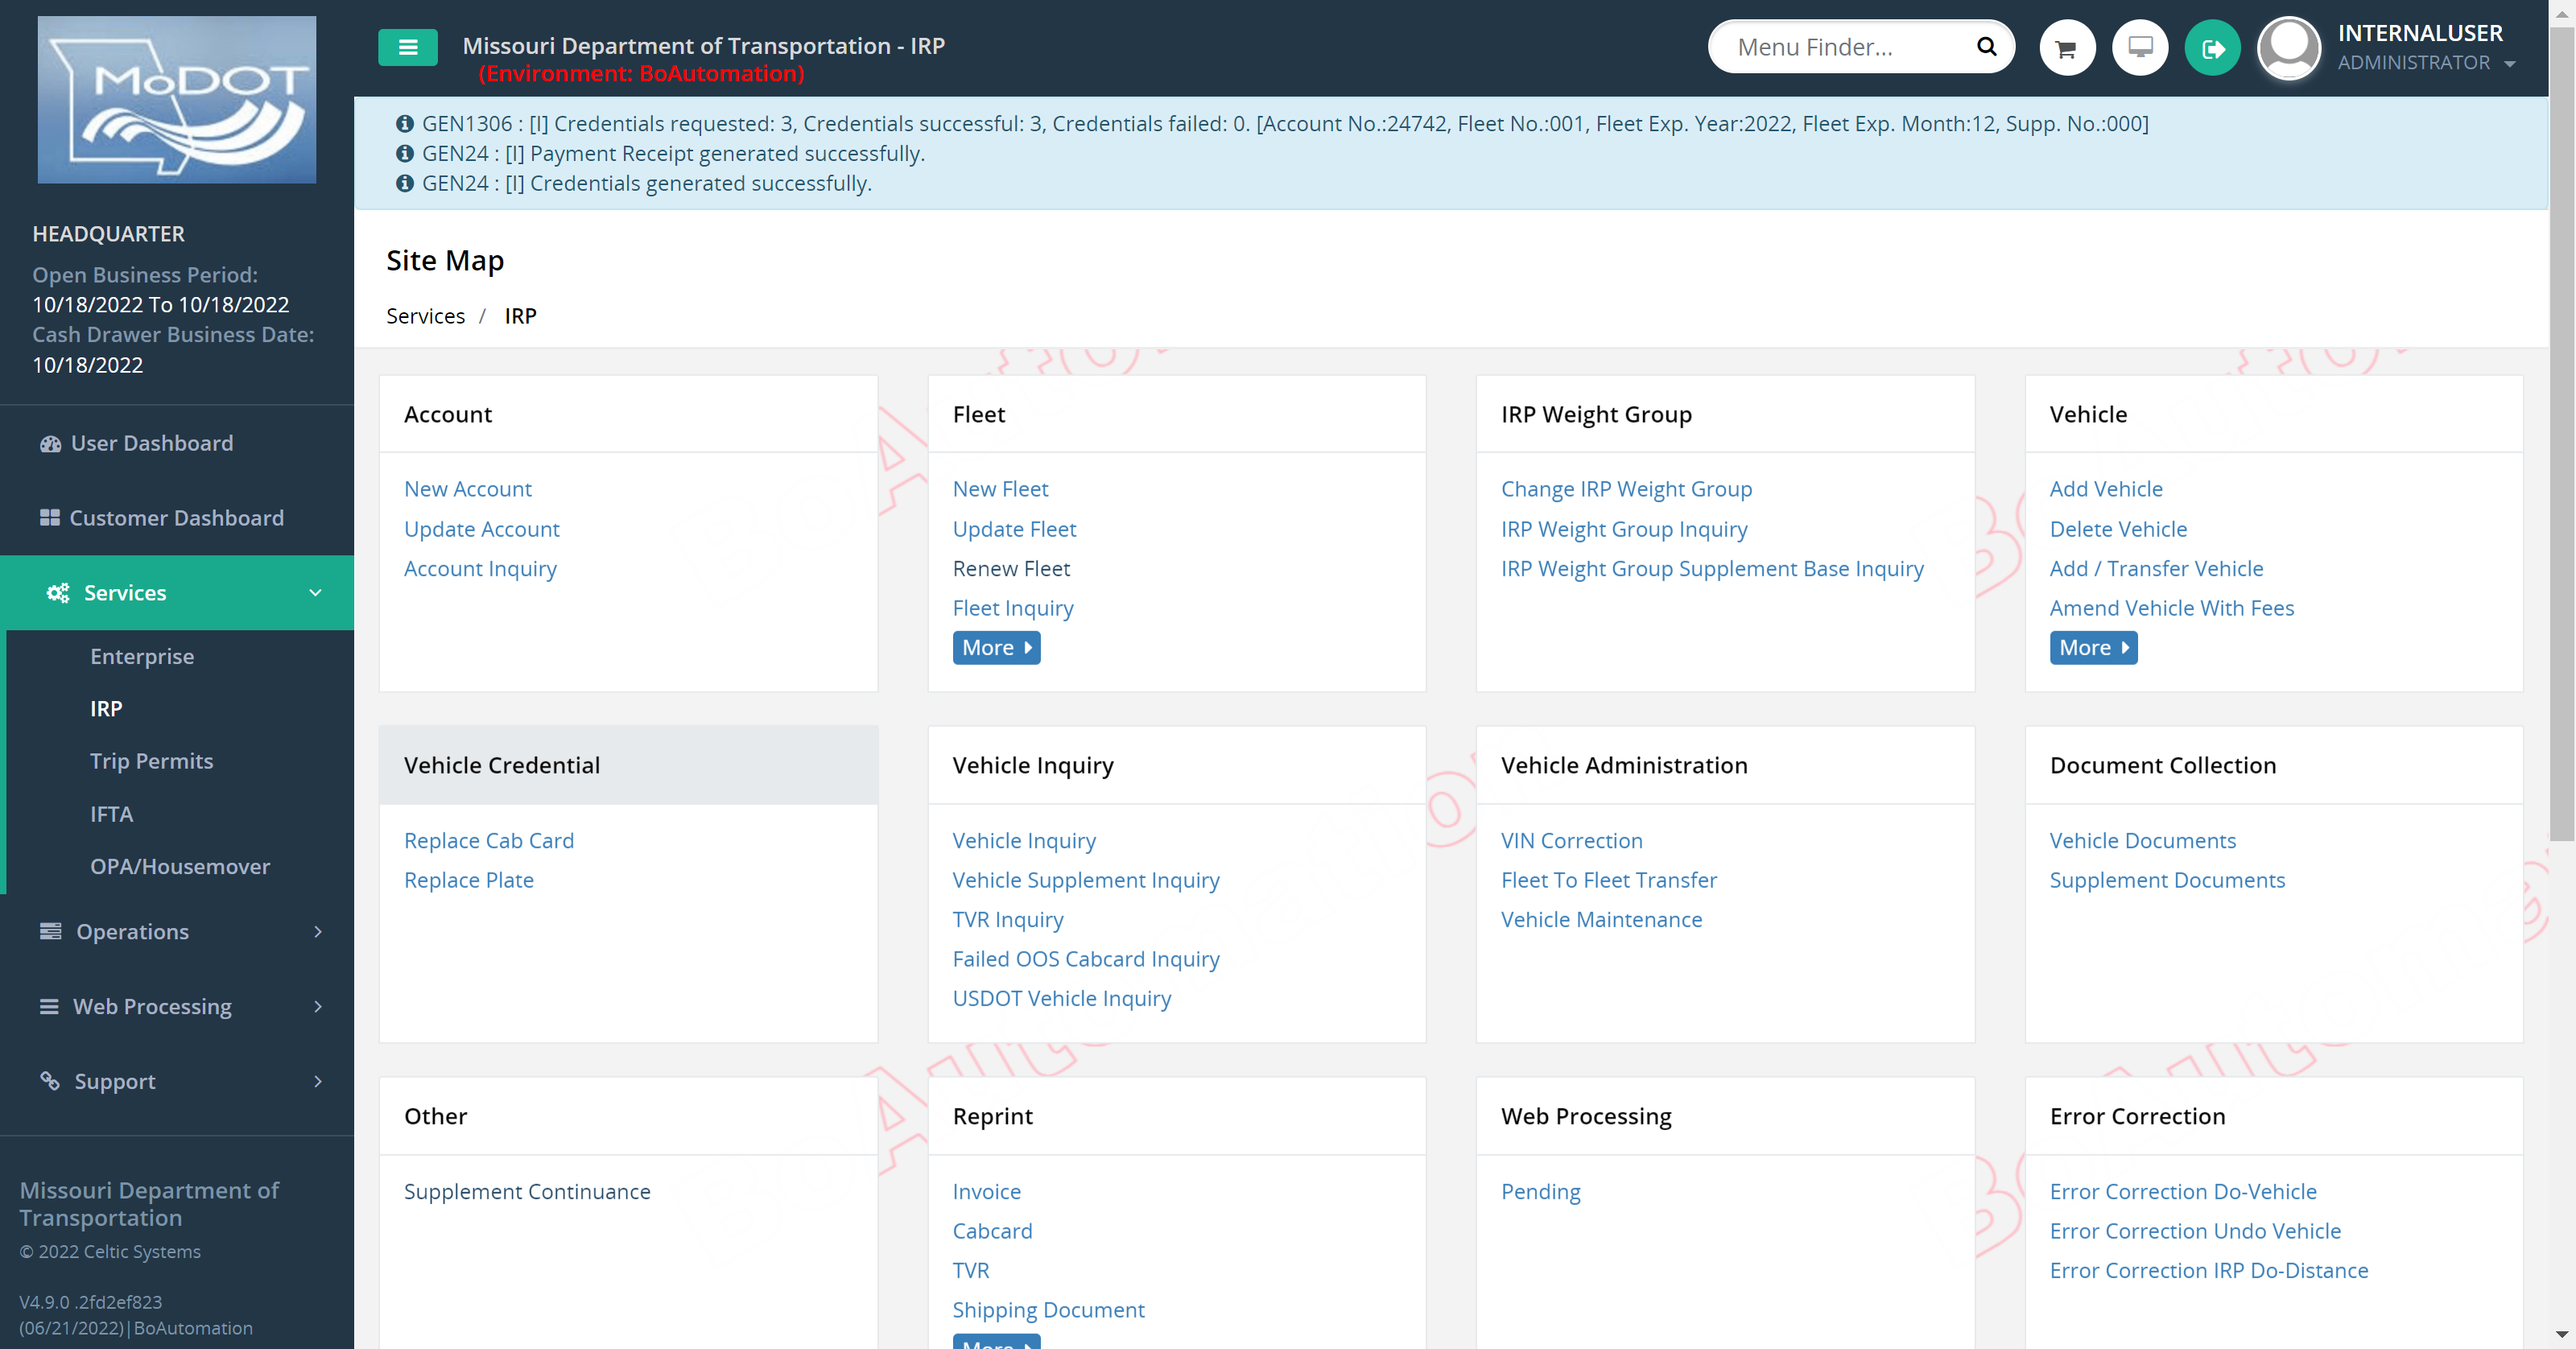 MoDOT
HEADQUARTER
Open Business Period:
10/18/2022 To 10/18/2022
Cash Drawer Business Date:
10/18/2022
User Dashboard
Customer Dashboard
Services
Enterprise
IRP
Trip Permits
IFTA
OPA/Housemover
Operations
Web Processing
Support
Missouri Department of
Transportation
© 2022 Celtic Systems
V4.9.0 .2fd2ef823
(06/21/2022)|BoAutomation
Missouri Department of Transportation - IRP
(Environment: BoAutomation)
Menu Finder...
INTERNALUSER
ADMINISTRATOR
GEN1306 : [I] Credentials requested: 3, Credentials successful: 3, Credentials failed: 0. [Account No.:24742, Fleet No.:001, Fleet Exp. Year:2022, Fleet Exp. Month:12, Supp. No.:000]
GEN24 : [I] Payment Receipt generated successfully.
GEN24 : [I] Credentials generated successfully.
Site Map
Services / IRP
Account
New Account
Update Account
Account Inquiry
Fleet
New Fleet
Update Fleet
Renew Fleet
Fleet Inquiry
More
IRP Weight Group
Change IRP Weight Group
IRP Weight Group Inquiry
IRP Weight Group Supplement Base Inquiry
Vehicle
Add Vehicle
Delete Vehicle
Add / Transfer Vehicle
Amend Vehicle With Fees
More
Vehicle Credential
Replace Cab Card
Replace Plate
Vehicle Inquiry
Vehicle Inquiry
Vehicle Supplement Inquiry
TVR Inquiry
Failed OOS Cabcard Inquiry
USDOT Vehicle Inquiry
Vehicle Administration
VIN Correction
Fleet To Fleet Transfer
Vehicle Maintenance
Document Collection
Vehicle Documents
Supplement Documents
Other
Supplement Continuance
Reprint
Invoice
Cabcard
TVR
Shipping Document
More
Web Processing
Pending
Error Correction
Error Correction Do-Vehicle
Error Correction Undo Vehicle
Error Correction IRP Do-Distance